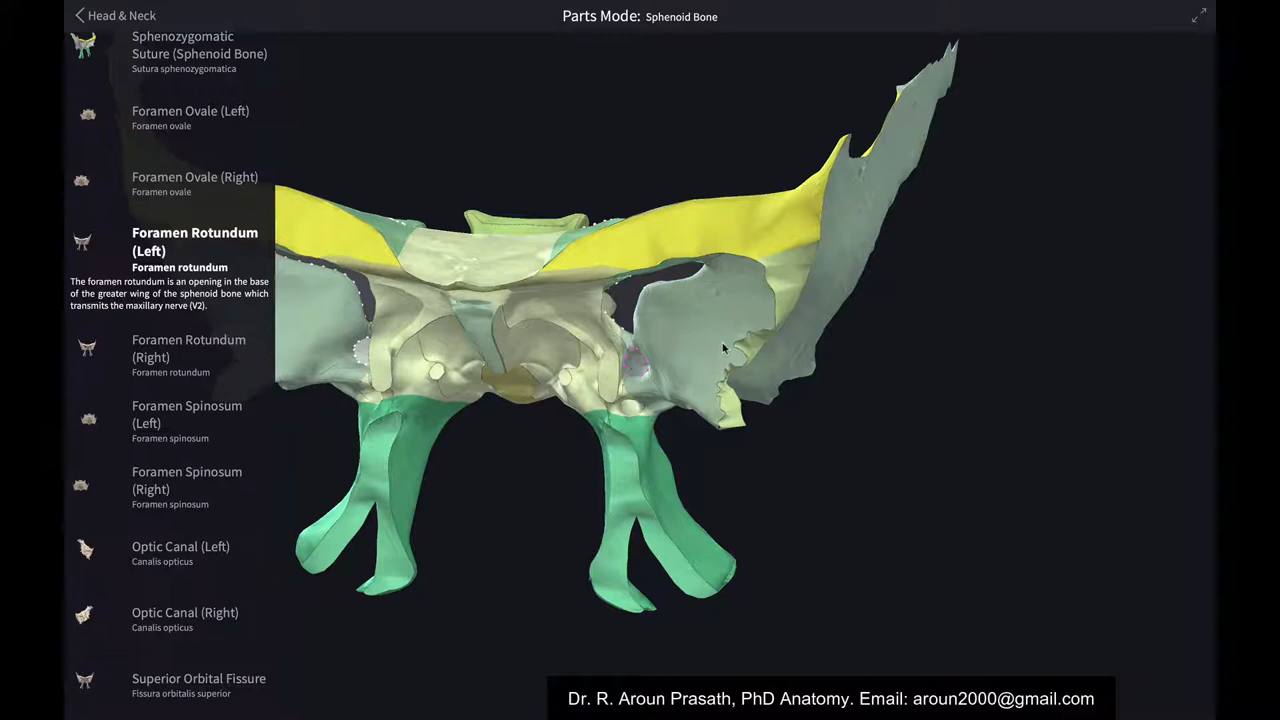 Head & Neck
Parts Mode: Sphenoid Bone
Sphenozygomatic
Suture (Sphenoid Bone)
Sutura sphenozygomatica
Foramen Ovale (Left)
Foramen ovale
Foramen Ovale (Right)
Foramen ovale
Foramen Rotundum
(Left)
Foramen rotundum
The foramen rotundum is an opening in the base
of the greater wing of the sphenoid bone which
transmits the maxillary nerve (V2).
Foramen Rotundum
(Right)
Foramen rotundum
Foramen Spinosum
(Left)
Foramen spinosum
Foramen Spinosum
(Right)
Foramen spinosum
Optic Canal (Left)
Canalis opticus
Optic Canal (Right)
Canalis opticus
Superior Orbital Fissure
Fissura orbitalis superior
Dr. R. Aroun Prasath, PhD Anatomy. Email: aroun2000@gmail.com